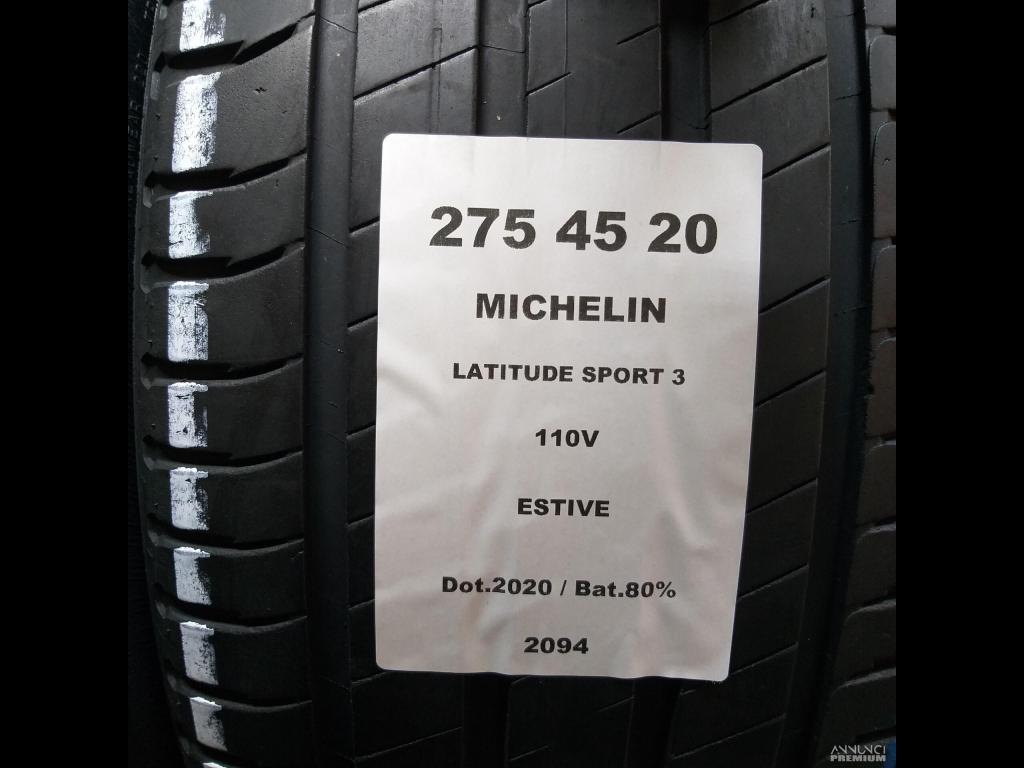 275 45 20
MICHELIN
LATITUDE SPORT 3
110V
ESTIVE
Dot.2020 / Bat.80%
2094
ANNUNCI
PREMIUM